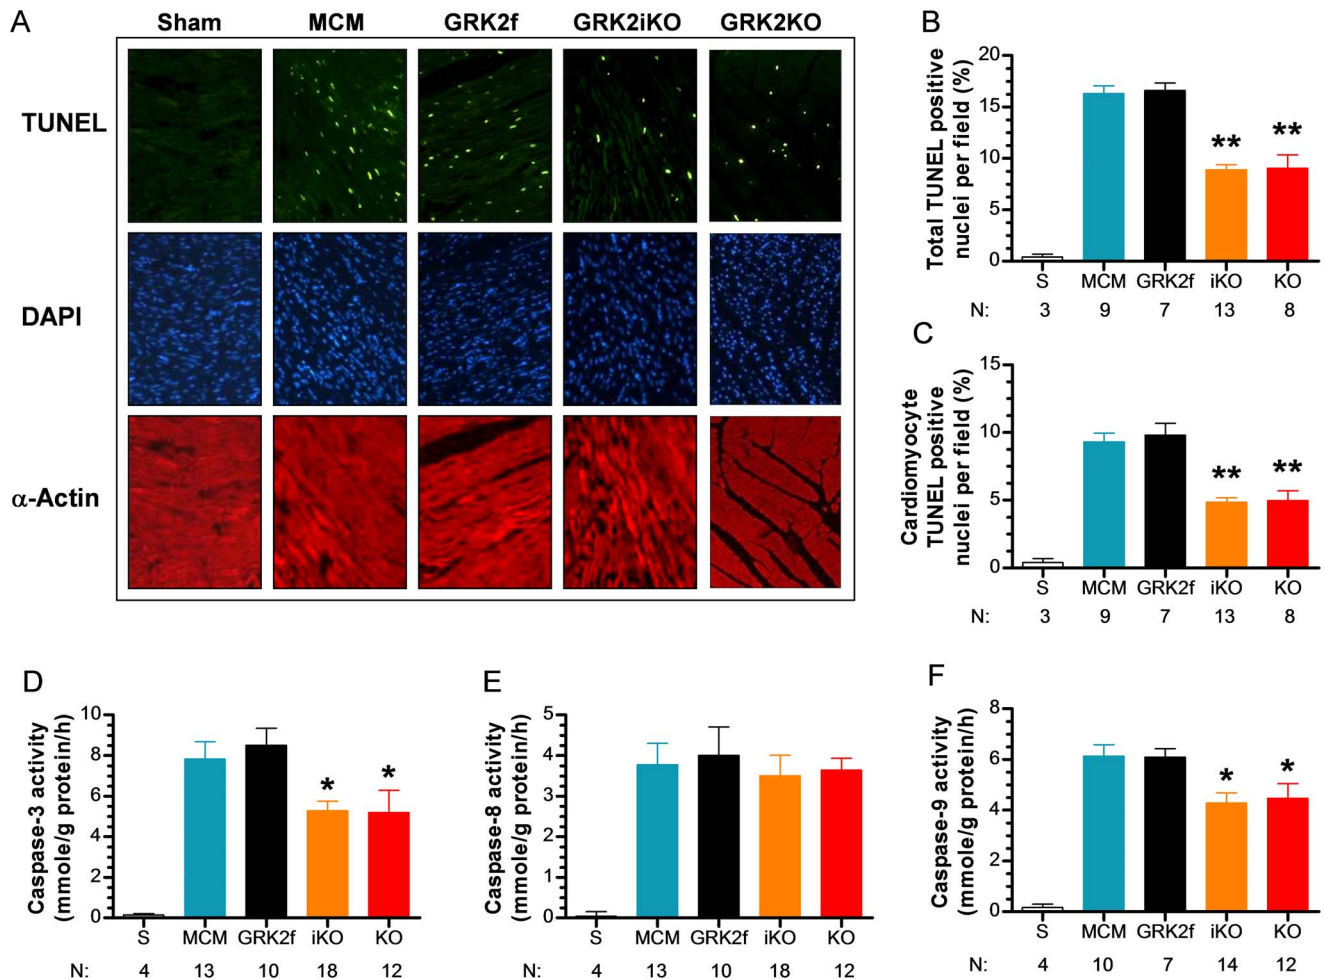 A
Sham MCM GRK2f GRK2iKO GRK2KO
TUNEL
DAPI
α-Actin
B
Total TUNEL positive
nuclei per field (%)
20
15
10
5
0
** **
S MCM GRK2f iKO KO
N: 3 9 7 13 8
C
Cardiomyocyte
TUNEL positive
nuclei per field (%)
15
10
5
0
** **
S MCM GRK2f iKO KO
N: 3 9 7 13 8
D
Caspase-3 activity
(mmole/g protein/h)
10
8
6
4
2
0
* *
S MCM GRK2f iKO KO
N: 4 13 10 18 12
E
Caspase-8 activity
(mmole/g protein/h)
5
4
3
2
1
0
S MCM GRK2f iKO KO
N: 4 13 10 18 12
F
Caspase-9 activity
(mmole/g protein/h)
8
6
4
2
0
* *
S MCM GRK2f iKO KO
N: 4 10 7 14 12